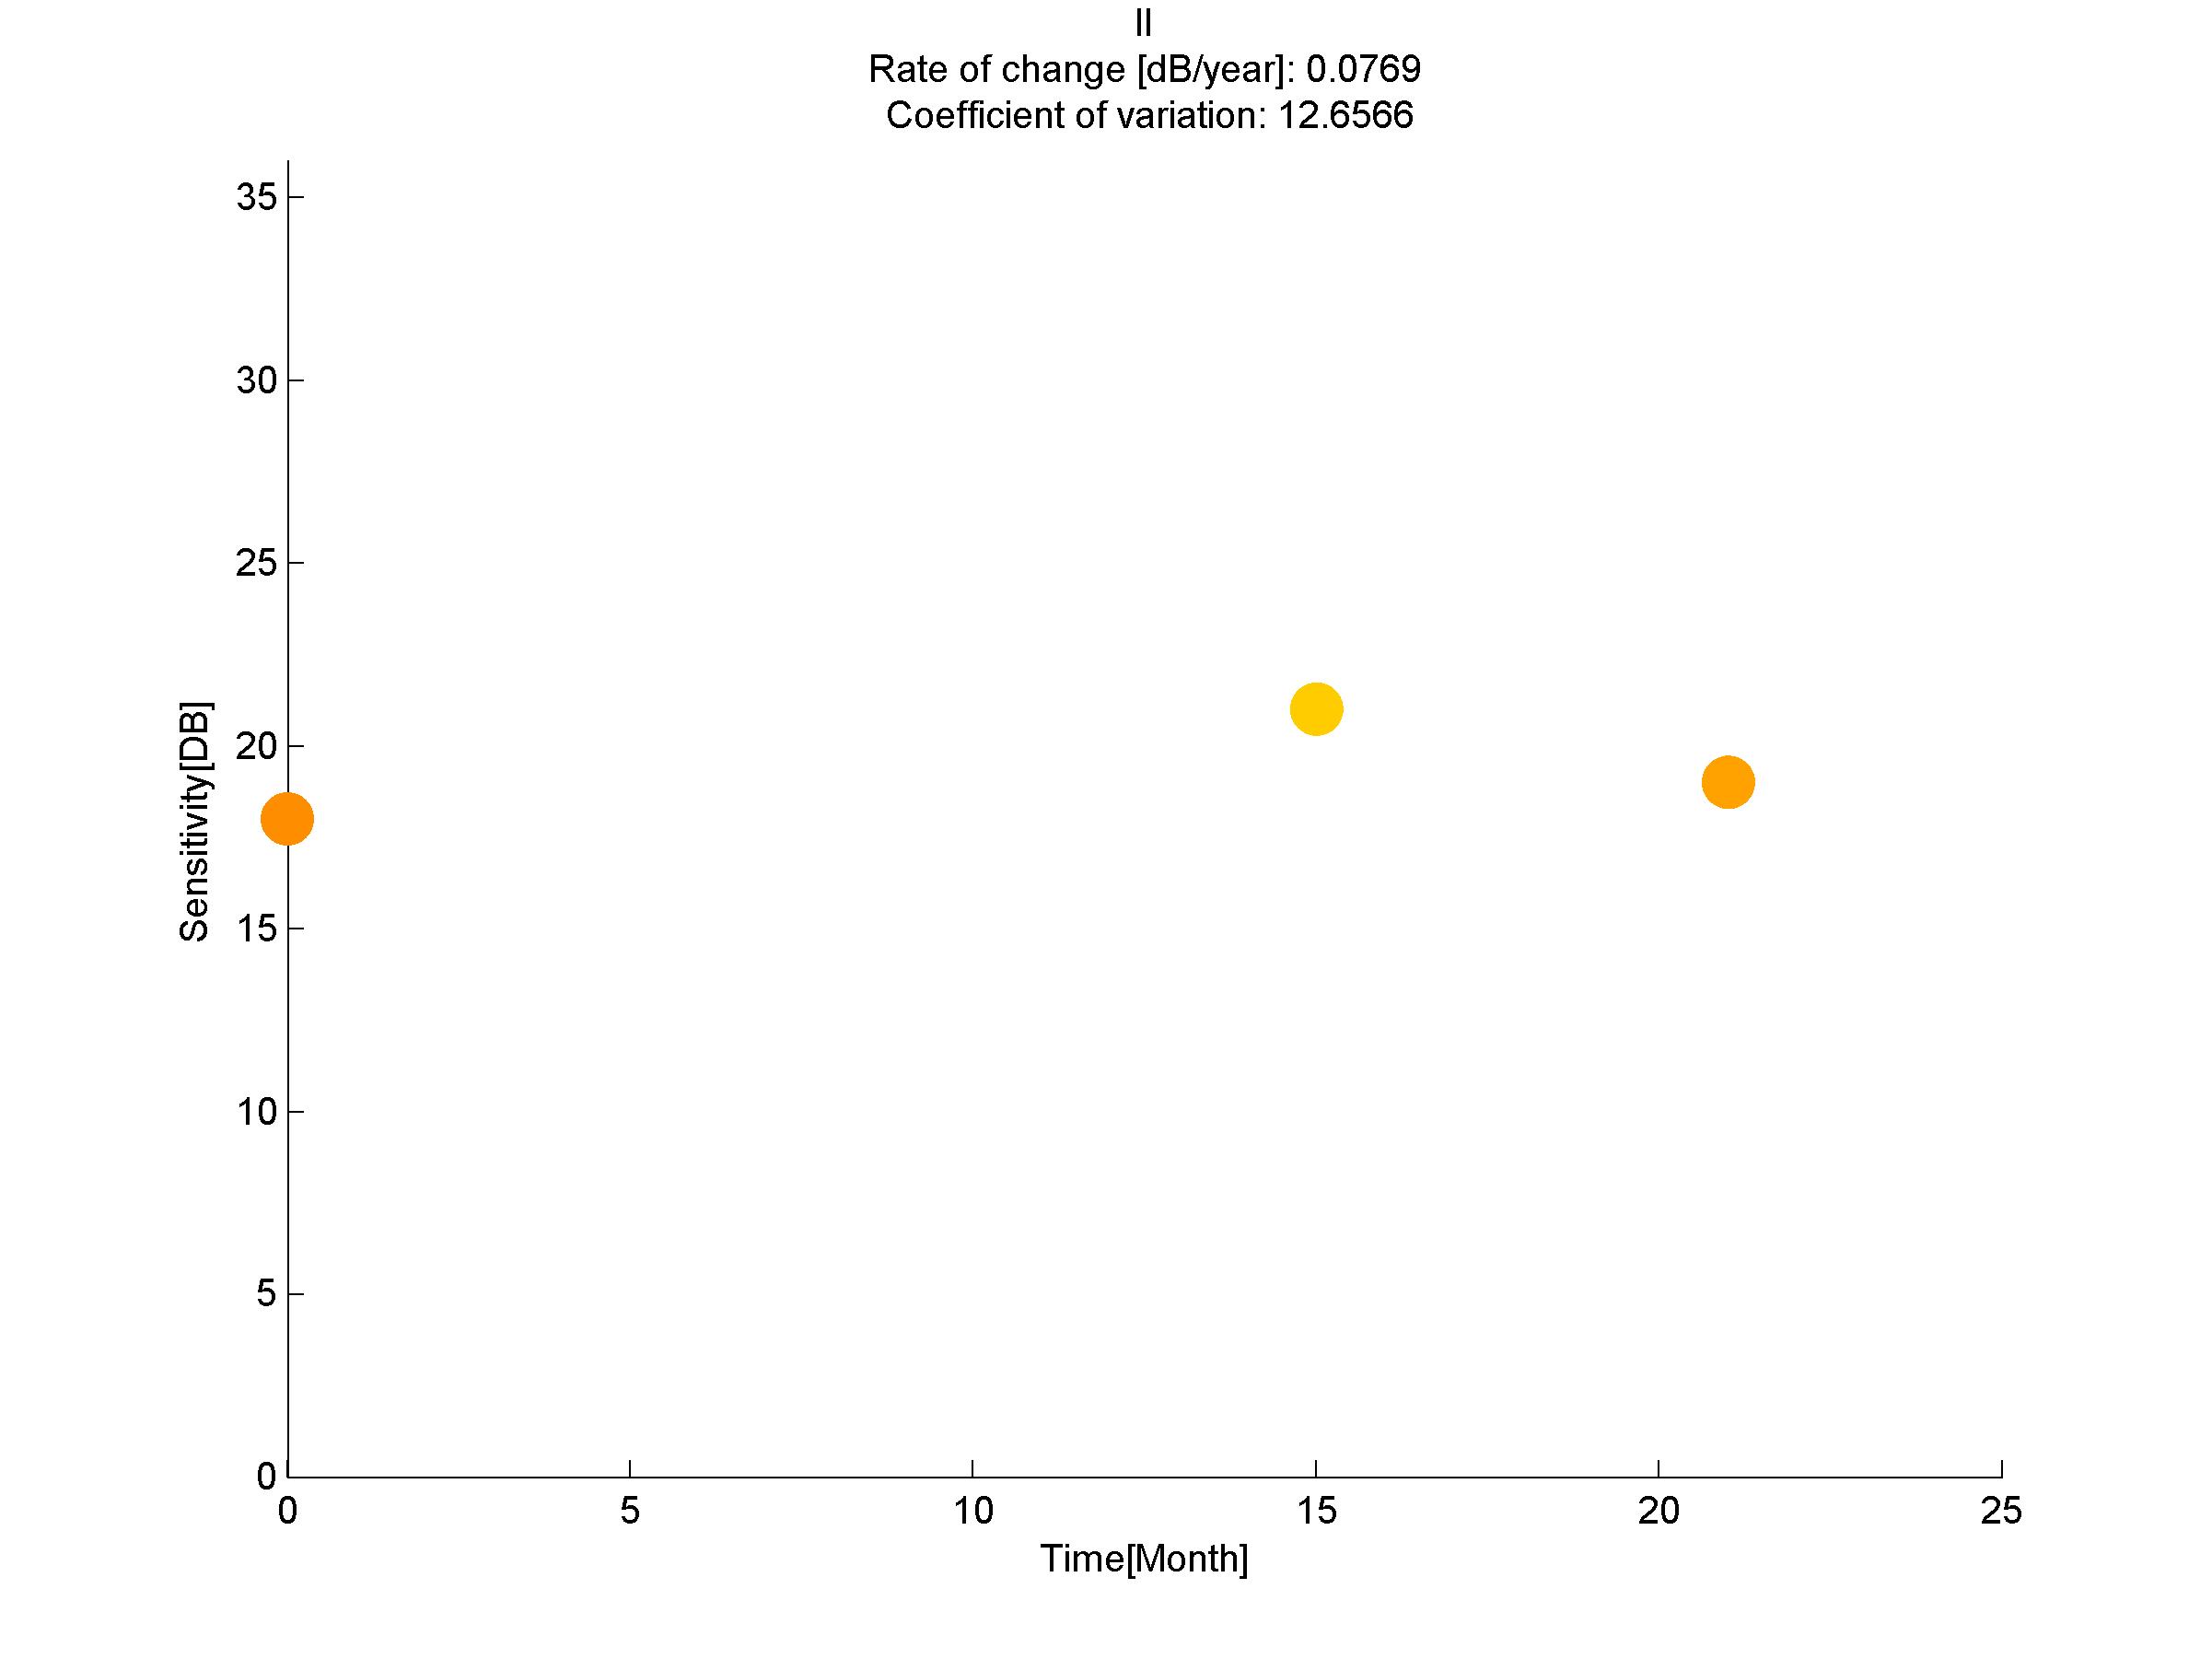 II
Rate of change [dB/year]: 0.0769
Coefficient of variation: 12.6566
35
30
25
20
15
10
5
0
Sensitivity[DB]
0 5 10 15 20 25
Time[Month]